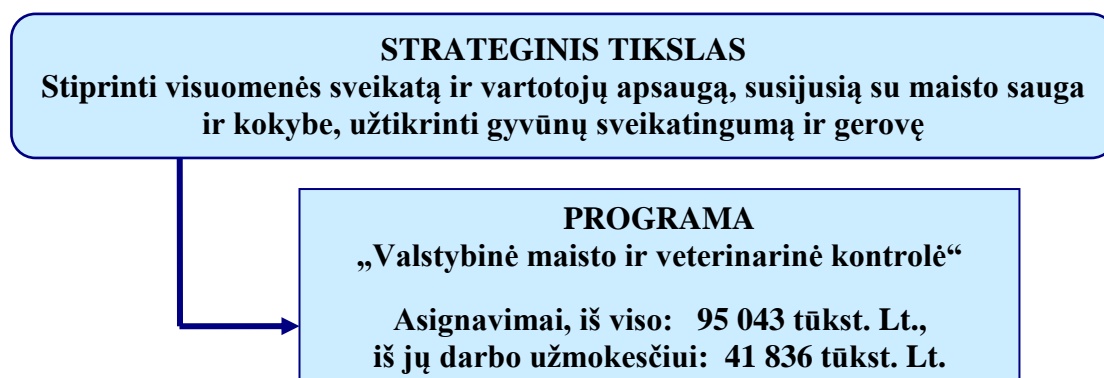 STRATEGINIS TIKSLAS
Stiprinti visuomenės sveikatą ir vartotojų apsaugą, susijusią su maisto sauga
ir kokybe, užtikrinti gyvūnų sveikatingumą ir gerovę
PROGRAMA
„Valstybinė maisto ir veterinarinė kontrolė“
Asignavimai, iš viso: 95 043 tūkst. Lt.,
iš jų darbo užmokesčiui: 41 836 tūkst. Lt.